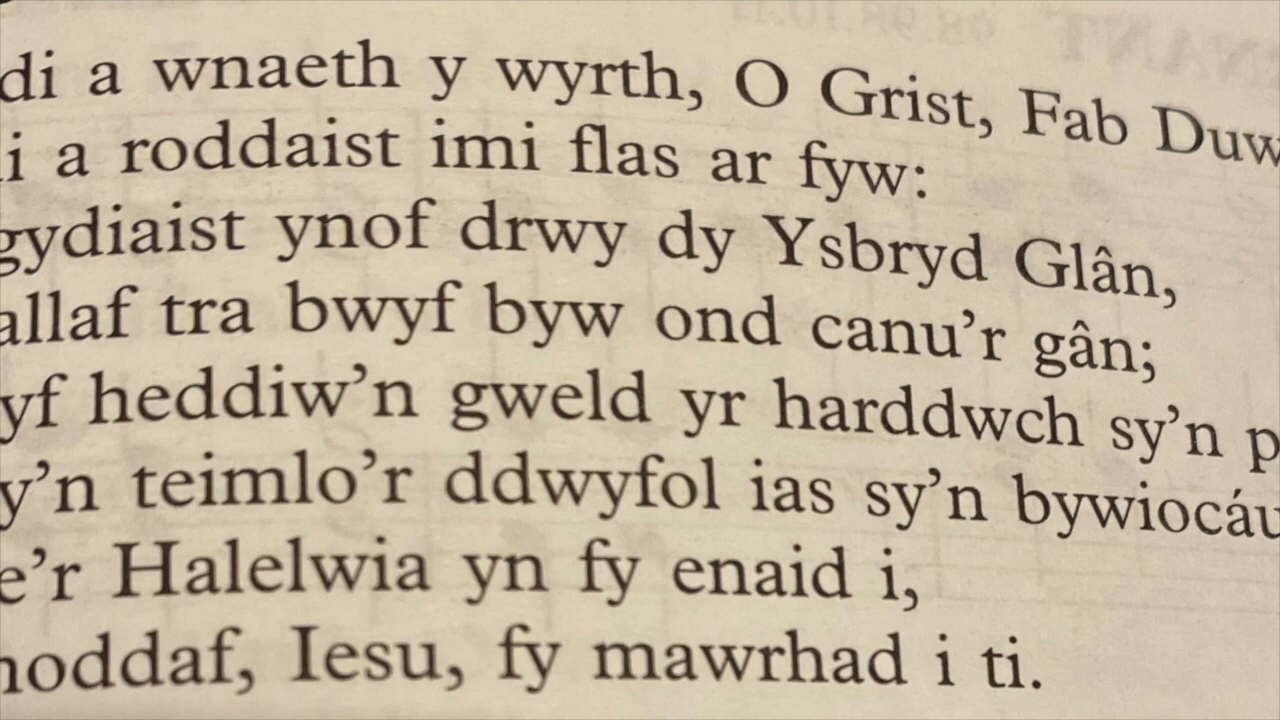 di a wnaeth y wyrth, O Grist, Fab Duw
i a roddaist imi flas ar fyw:
gydiaist ynof drwy dy Ysbryd Glân,
allaf tra bwyf byw ond canu'r gân;
yf heddiw'n gweld yr harddwch sy'n p
y'n teimlo'r ddwyfol ias sy'n bywiocáu
e'r Halelwia yn fy enaid i,
hoddaf, Iesu, fy mawrhad i ti.